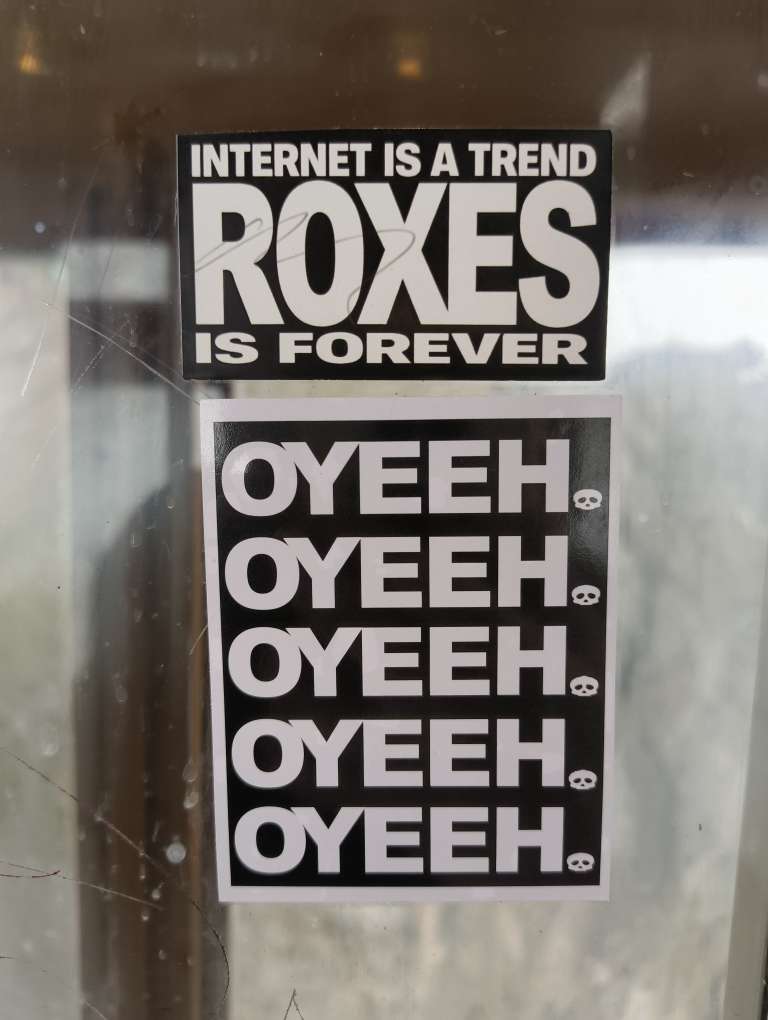 INTERNET IS A TREND
ROXES
IS FOREVER
OYEEH.
OYEEH.
OYEEH.
OYEEH.
OYEEH.